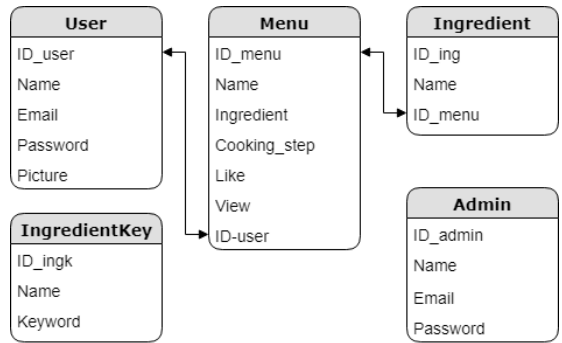 User
ID_user
Name
Email
Password
Picture
Menu
ID_menu
Name
Ingredient
Cooking_step
Like
View
ID-user
Ingredient
ID_ing
Name
ID_menu
IngredientKey
ID_ingk
Name
Keyword
Admin
ID_admin
Name
Email
Password